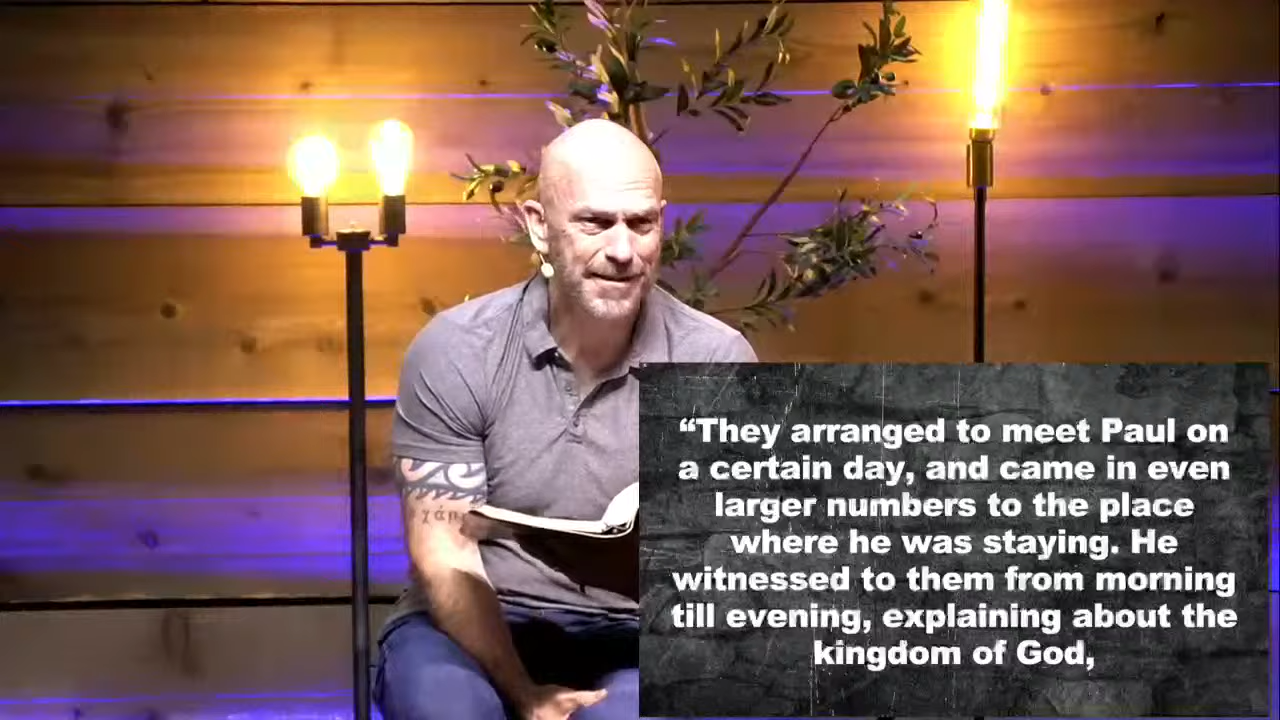 χάρι
“They arranged to meet Paul on
a certain day, and came in even
larger numbers to the place
where he was staying. He
witnessed to them from morning
till evening, explaining about the
kingdom of God,